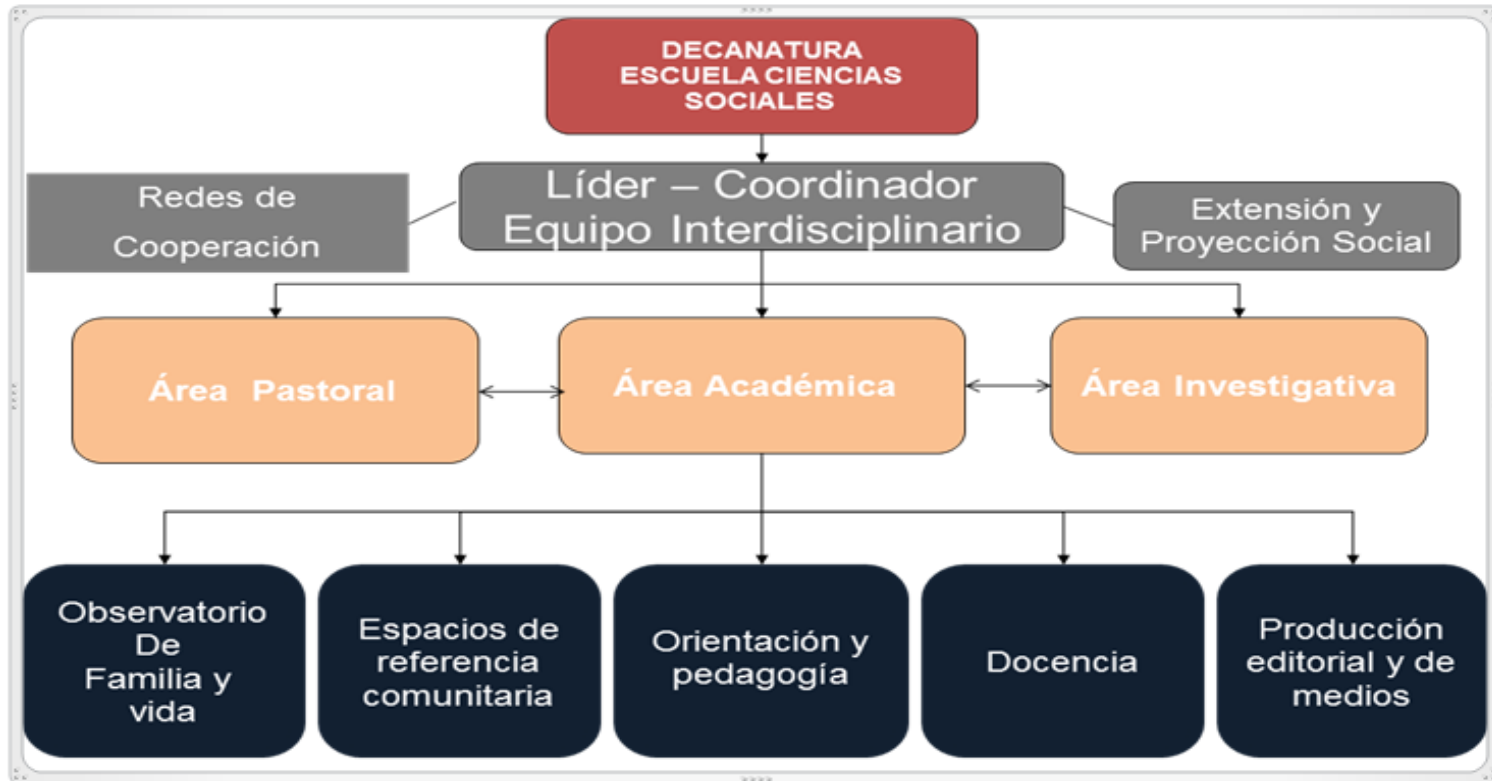 DECANATURA
ESCUELA CIENCIAS
SOCIALES
Redes de
Cooperación
Líder – Coordinador
Equipo Interdisciplinario
Extensión y
Proyección Social
Área Pastoral
Área Académica
Área Investigativa
Observatorio
De
Familia y
vida
Espacios de
referencia
comunitaria
Orientación y
pedagogía
Docencia
Producción
editorial y de
medios